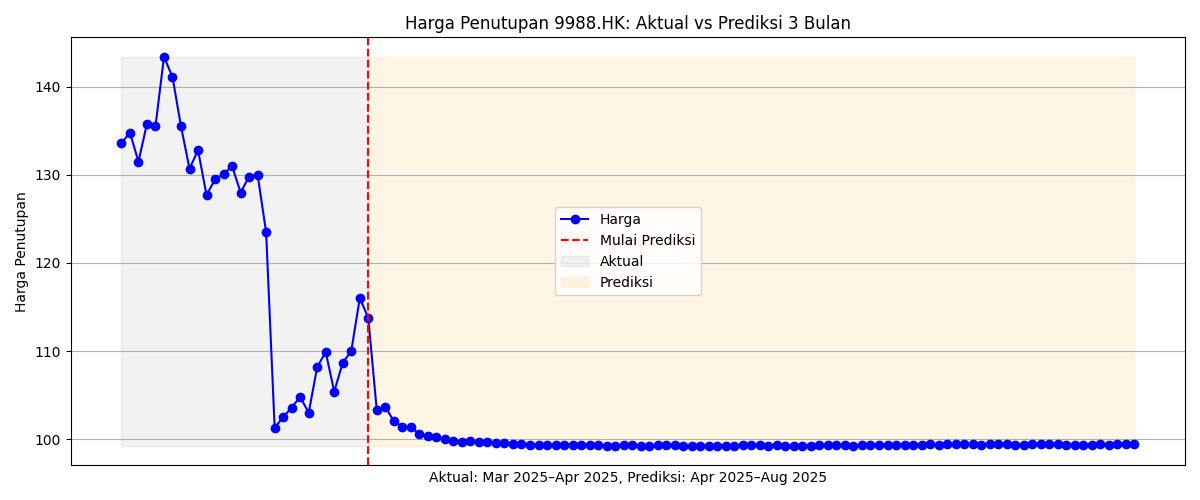 Harga Penutupan 9988.HK: Aktual vs Prediksi 3 Bulan
140
130
120
110
100
Harga Penutupan
Harga
Mulai Prediksi
Aktual
Prediksi
Aktual: Mar 2025–Apr 2025, Prediksi: Apr 2025–Aug 2025